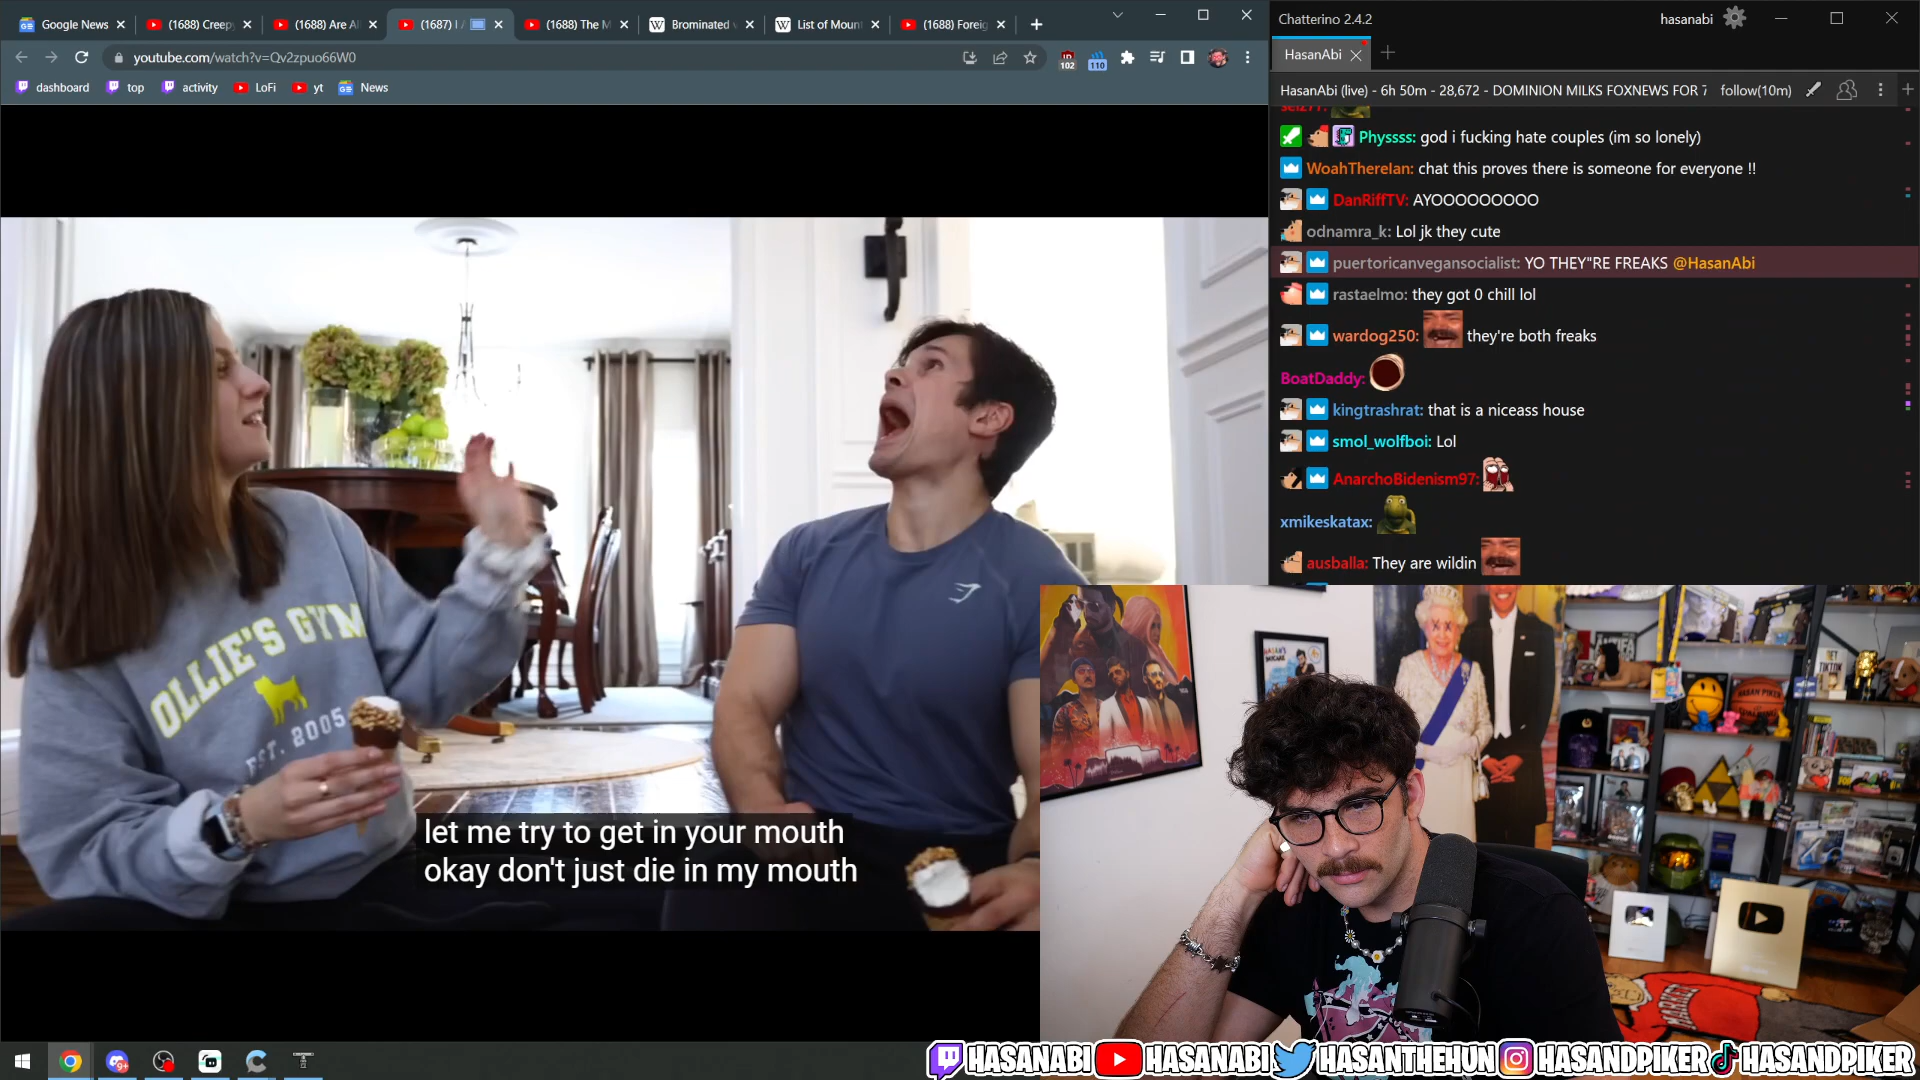 Google News
(1688) Creep
(1688) Are Al
(1687) I A
(1688) The M
Brominated v
List of Moun
(1688) Foreig
youtube.com/watch?v=Qv2zpuo66W0
102
110
dashboard
top
activity
LoFi
yt
News
OLLIE'S GYM
EST. 2005
let me try to get in your mouth
okay don't just die in my mouth
Chatterino 2.4.2
hasanabi
HasanAbi
HasanAbi (live) - 6h 50m - 28,672 - DOMINION MILKS FOXNEWS FOR 7
follow(10m)
Physsss: god i fucking hate couples (im so lonely)
WoahThereIan: chat this proves there is someone for everyone !!
DanRiffTV: AYOOOOOOOOO
odnamra_k: Lol jk they cute
puertoricanvegansocialist: YO THEY"RE FREAKS @HasanAbi
rastaelmo: they got 0 chill lol
wardog250: they're both freaks
BoatDaddy:
kingtrashrat: that is a niceass house
smol_wolfboi: Lol
AnarchoBidenism97:
xmikeskatax:
ausballa: They are wildin
HASANABI
HASANABI
HASANTHEHUN
HASANDPIKER
HASANDPIKER